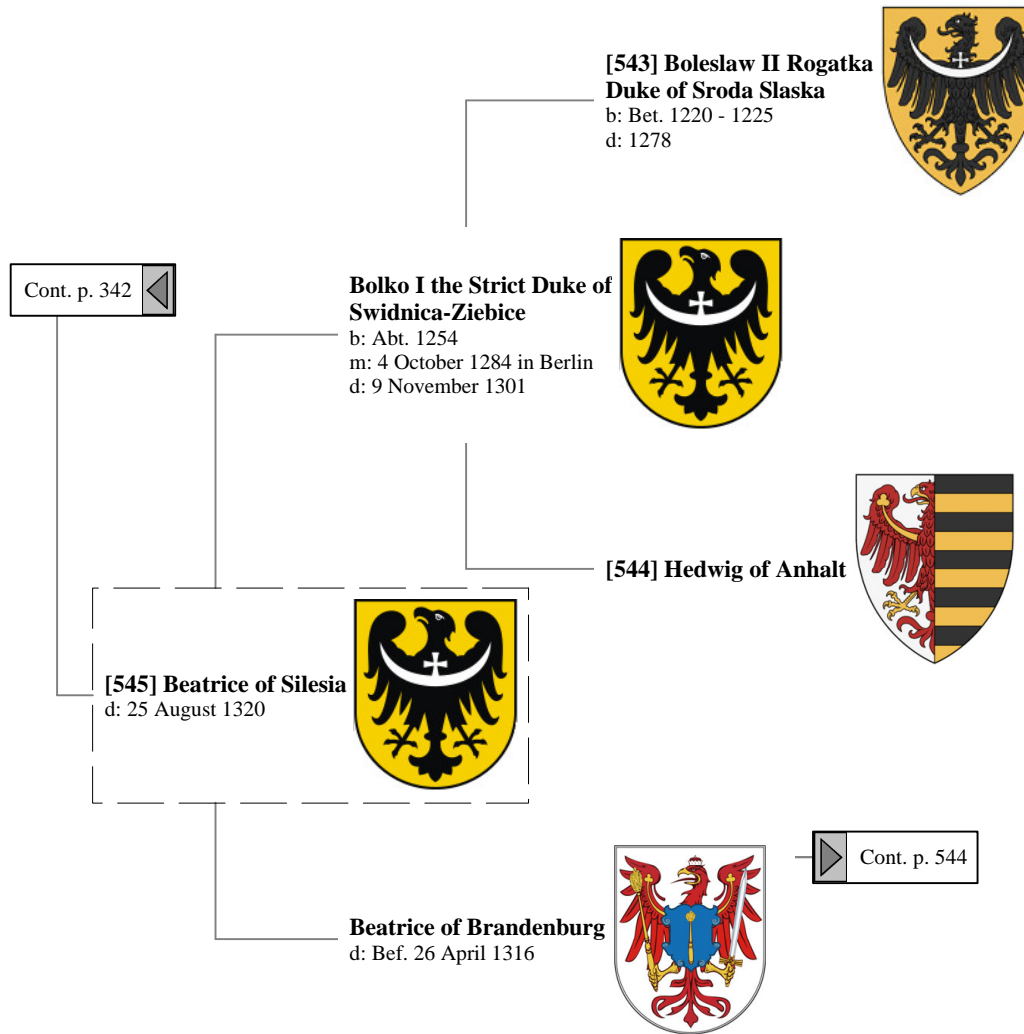 [543] Boleslaw II Rogatka
Duke of Sroda Slaska
b: Bet. 1220 - 1225
d: 1278
Cont. p. 342
Bolko I the Strict Duke of
Swidnica-Ziebice
b: Abt. 1254
m: 4 October 1284 in Berlin
d: 9 November 1301
[544] Hedwig of Anhalt
[545] Beatrice of Silesia
d: 25 August 1320
Cont. p. 544
Beatrice of Brandenburg
d: Bef. 26 April 1316